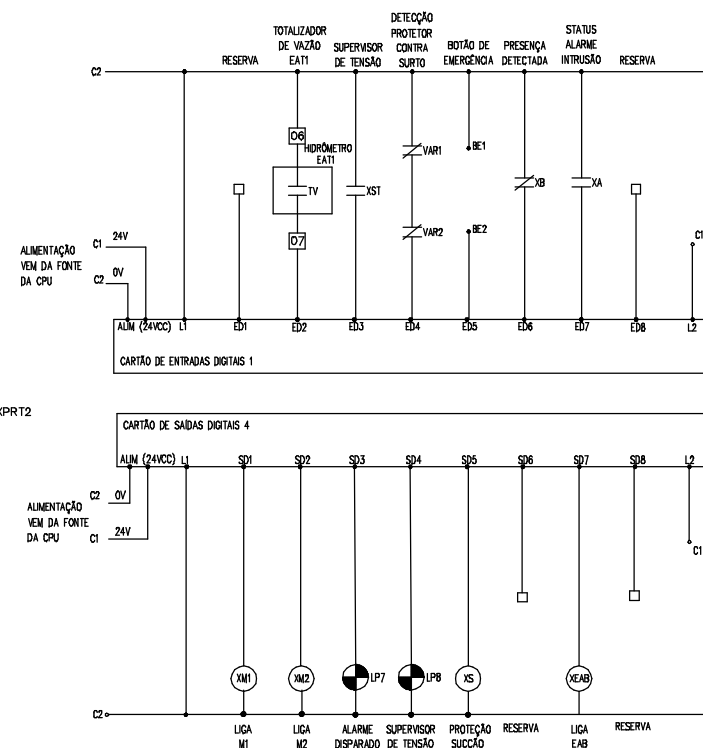 DETECÇÃO
PROTETOR
CONTRA
SURTO
TOTALIZADOR
DE VAZÃO
EAT1
STATUS
ALARME
INTRUSÃO
RESERVA
SUPERVISOR
DE TENSÃO
BOTÃO DE
EMERGÊNCIA
PRESENÇA
DETECTADA
RESERVA
C2
06
HIDRÔMETRO
EAT1
VAR1
BE1
TV
XST
XB
XA
07
VAR2
BE2
C1
24V
C1
ALIMENTAÇÃO
VEM DA FONTE
DA CPU
C2
0V
ALIM (24VCC) L1 ED1 ED2 ED3 ED4 ED5 ED6 ED7 ED8 L2
CARTÃO DE ENTRADAS DIGITAIS 1
XPRT2
CARTÃO DE SAÍDAS DIGITAIS 4
ALIM (24VCC) L1 SD1 SD2 SD3 SD4 SD5 SD6 SD7 SD8 L2
C2 0V
ALIMENTAÇÃO
VEM DA FONTE
DA CPU
C1 24V
C1
XM1 XM2 LP7 LP8 XS XEAB
C2
LIGA
M1
LIGA
M2
ALARME
DISPARADO
SUPERVISOR
DE TENSÃO
PROTEÇÃO
SUCCÃO
RESERVA
LIGA
EAB
RESERVA